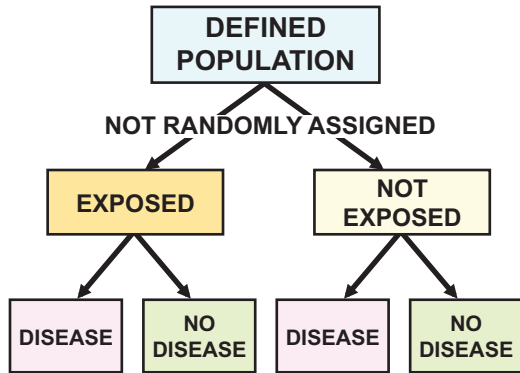 DEFINED
POPULATION
NOT RANDOMLY ASSIGNED
EXPOSED
NOT
EXPOSED
DISEASE
NO
DISEASE
DISEASE
NO
DISEASE